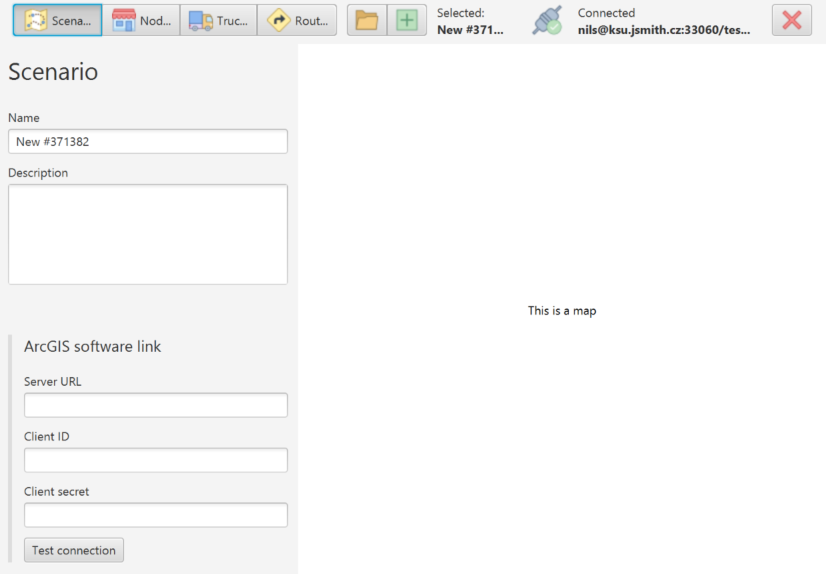 Scena...
Nod...
Truc...
Rout...
Selected:
New #371...
Connected
nils@ksu.jsmith.cz:33060/tes...
Scenario
Name
New #371382
Description
This is a map
ArcGIS software link
Server URL
Client ID
Client secret
Test connection